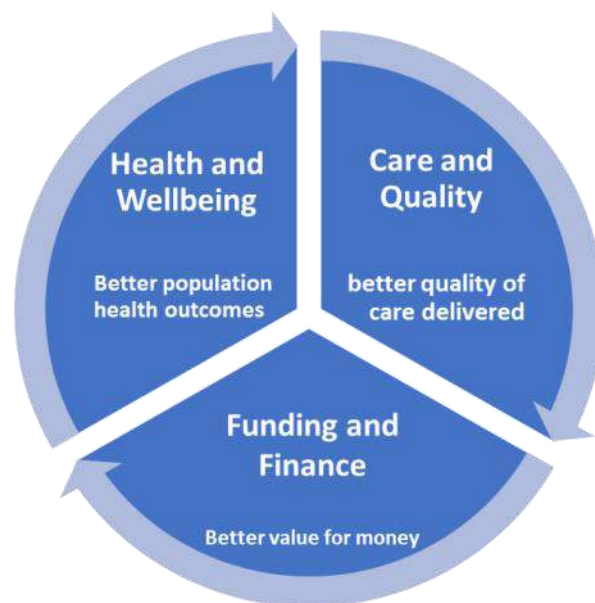 Health and
Wellbeing
Better population
health outcomes
Care and
Quality
better quality of
care delivered
Funding and
Finance
Better value for money